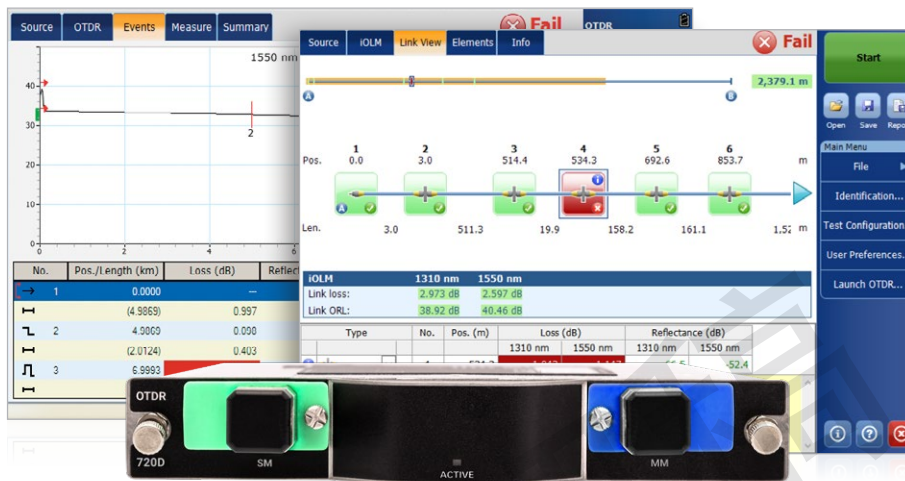 Source OTDR Events Measure Summary
Fail
OTDR
1550 nm
40
30
20
10
0
0 2 4 6
2
No. Pos./Length (km) Loss (dB)
1 0.0000 ---
(4.9869) 0.997
2 4.9869 0.090
(2.0124) 0.403
3 6.9993
Source iOLM Link View Elements Info
Fail
2,379.1 m
A B
1 2 3 4 5 6
Pos. 0.0 3.0 514.4 534.3 692.6 853.7 m
A
Len. 3.0 511.3 19.9 158.2 161.1 m
iOLM 1310 nm 1550 nm
Link loss: 2.973 dB 2.597 dB
Link ORL: 38.92 dB 40.46 dB
Type No. Pos. (m) Loss (dB) Reflectance (dB)
1310 nm 1550 nm 1310 nm 1550 nm
-52.4
Start
Open Save
Main Menu
File
Identification...
Test Configuration
User Preferences.
Launch OTDR...
OTDR
720D
SM
ACTIVE
MM